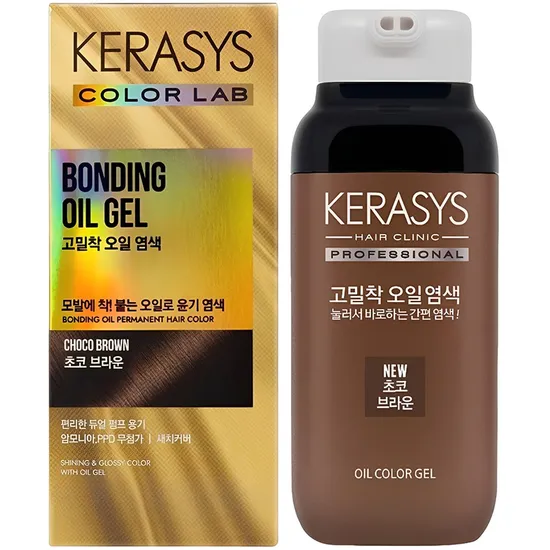 KERASYS
COLOR LAB
BONDING
OIL GEL
고밀착 오일 염색
모발에 착! 붙는 오일로 윤기 염색
BONDING OIL PERMANENT HAIR COLOR
CHOCO BROWN
초코 브라운
편리한 듀얼 펌프 용기
암모니아,PPD 무첨가 | 새치커버
SHINING & GLOSSY COLOR
WITH OIL GEL
KERASYS
HAIR CLINIC
PROFESSIONAL
고밀착 오일 염색
눌러서 바로하는 간편 염색!
NEW
초코
브라운
OIL COLOR GEL